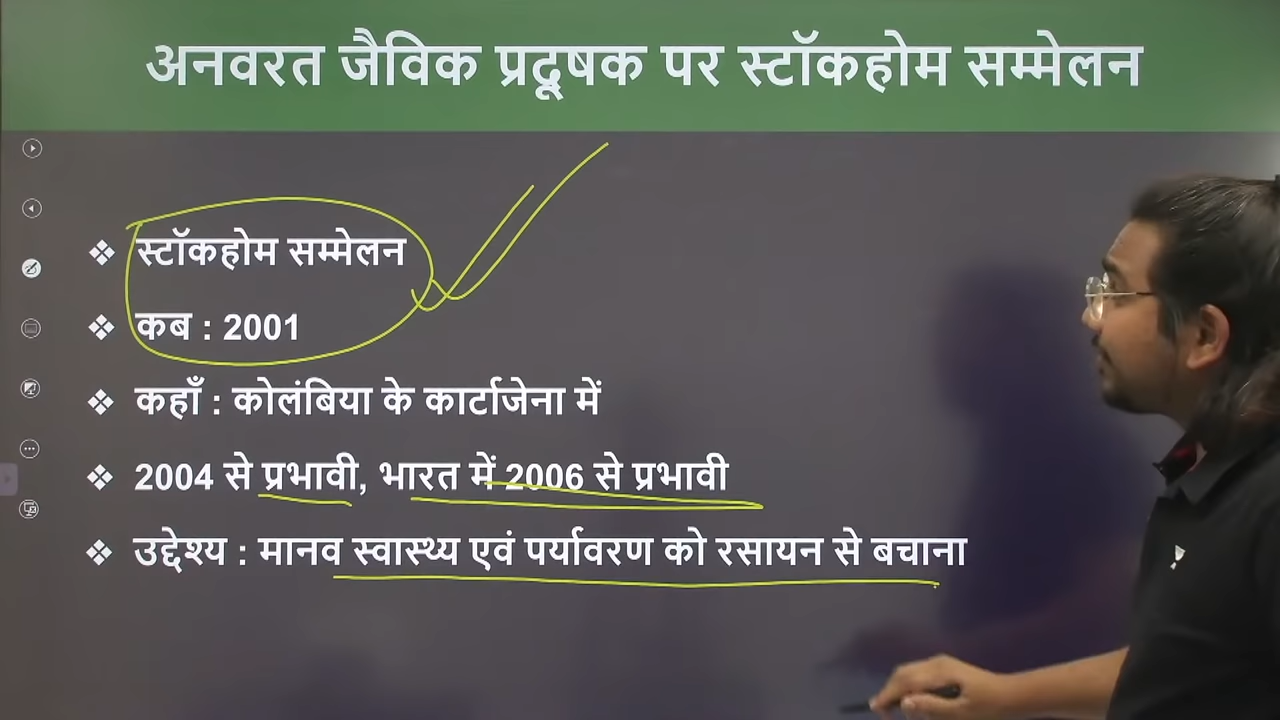 अनवरत जैविक प्रदूषक पर स्टॉकहोम सम्मेलन
❖ स्टॉकहोम सम्मेलन
❖ कब : 2001
❖ कहाँ : कोलंबिया के कार्टाजेना में
❖ 2004 से प्रभावी, भारत में 2006 से प्रभावी
❖ उद्देश्य : मानव स्वास्थ्य एवं पर्यावरण को रसायन से बचाना